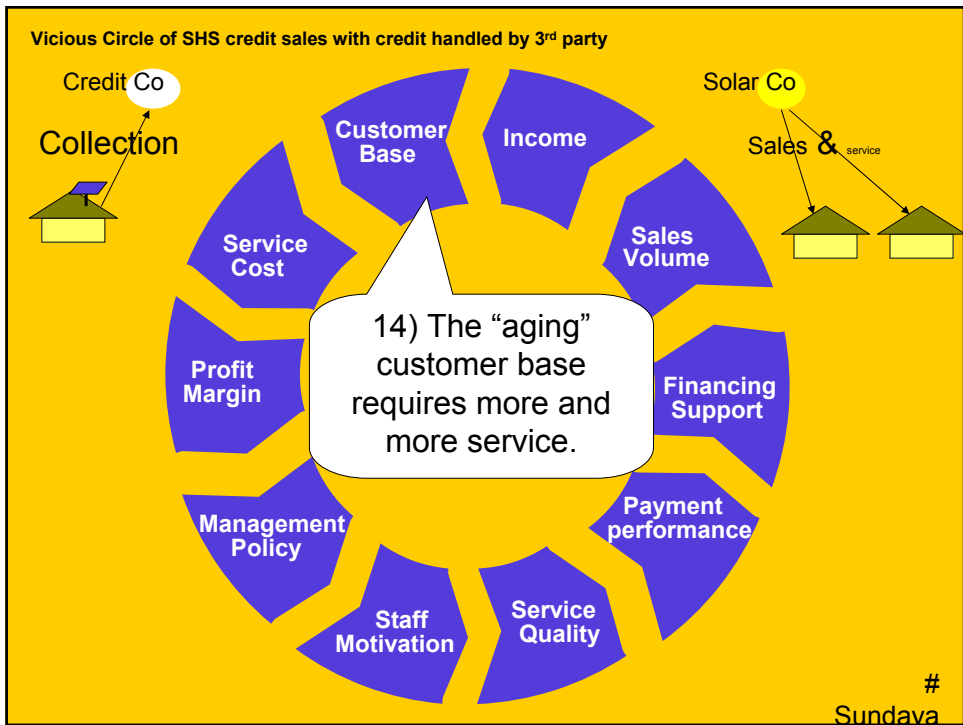 Vicious Circle of SHS credit sales with credit handled by 3rd party
Credit Co
Collection
Solar Co
Sales & service
Customer
Base
Income
Sales
Volume
Financing
Support
Payment
performance
Service
Quality
Staff
Motivation
Management
Policy
Profit
Margin
Service
Cost
14) The “aging”
customer base
requires more and
more service.
#
Sundaya